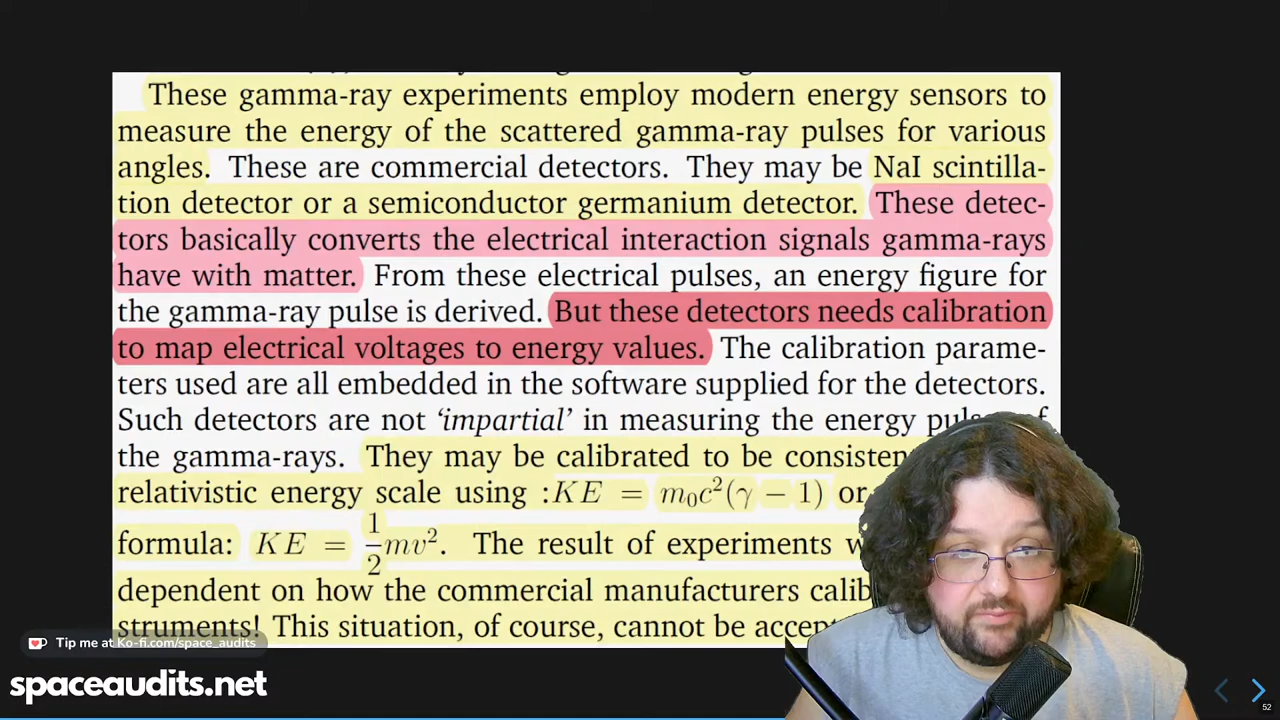 These gamma-ray experiments employ modern energy sensors to
measure the energy of the scattered gamma-ray pulses for various
angles. These are commercial detectors. They may be NaI scintilla-
tion detector or a semiconductor germanium detector. These detec-
tors basically converts the electrical interaction signals gamma-rays
have with matter. From these electrical pulses, an energy figure for
the gamma-ray pulse is derived. But these detectors needs calibration
to map electrical voltages to energy values. The calibration parame-
ters used are all embedded in the software supplied for the detectors.
Such detectors are not ‘impartial’ in measuring the energy
the gamma-rays. They may be calibrated to be
relativistic energy scale using :KE = m₀c²(γ − 1) or
formula: KE = 1/2 mv². The result of experiments
dependent on how the commercial manufacturers
struments! This situation, of course, cannot be
Tip me at Ko-fi.com/space_audits
spaceaudits.net
52